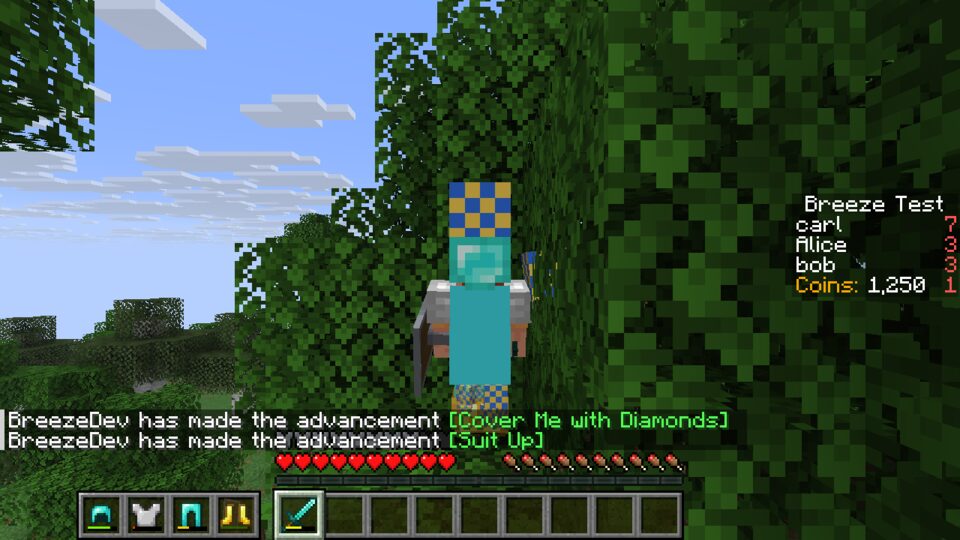 Breeze Test
carl 7
Alice 3
bob 3
Coins: 1,250 1
BreezeDev has made the advancement [Cover Me with Diamonds]
BreezeDev has made the advancement [Suit Up]